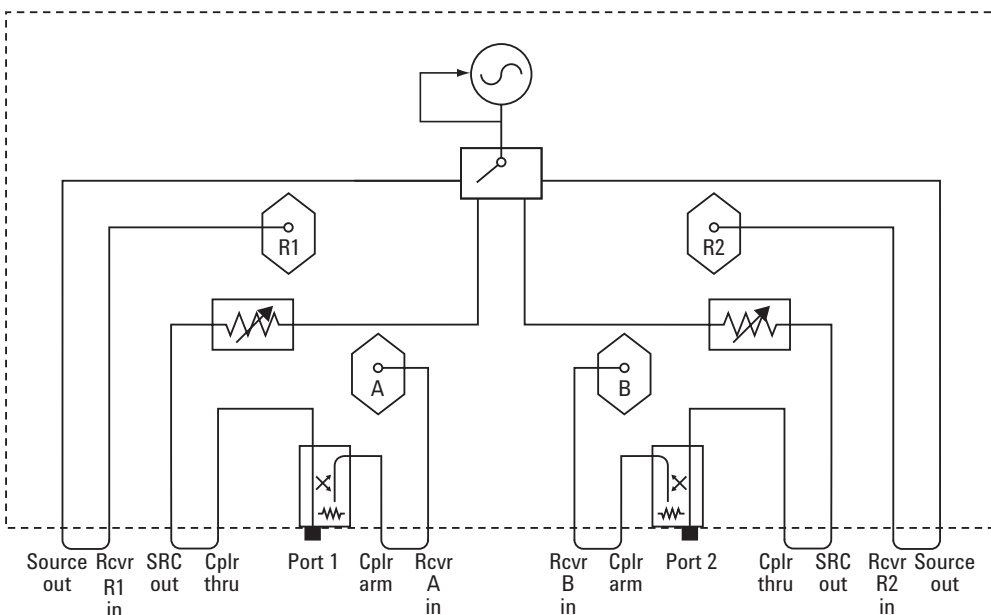 R1
R2
A
B
Source out
Rcvr R1 in
SRC out
Cplr thru
Port 1
Cplr arm
Rcvr A in
Rcvr B in
Cplr arm
Port 2
Cplr thru
SRC out
Rcvr R2 in
Source out